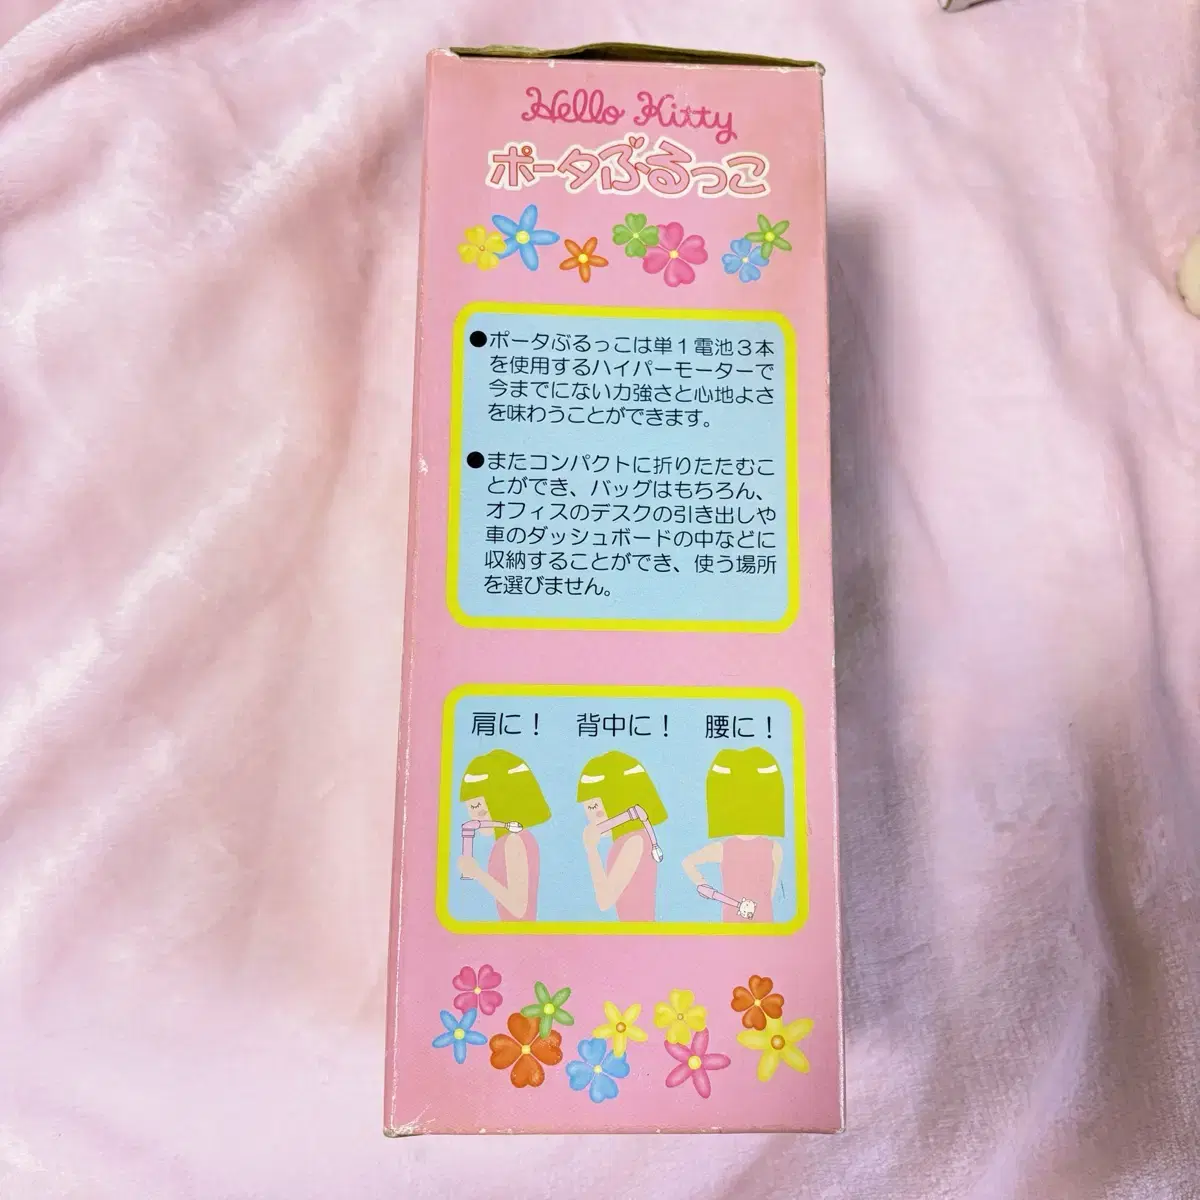 Hello Kitty
ポータぶるっこ
●ポータぶるっこは単1電池3本
を使用するハイパーモーターで
今までにない力強さと心地よさ
を味わうことができます。
●またコンパクトに折りたたむこ
とができ、バッグはもちろん、
オフィスのデスクの引き出しや
車のダッシュボードの中などに
収納することができ、使う場所
を選びません。
肩に! 背中に! 腰に!